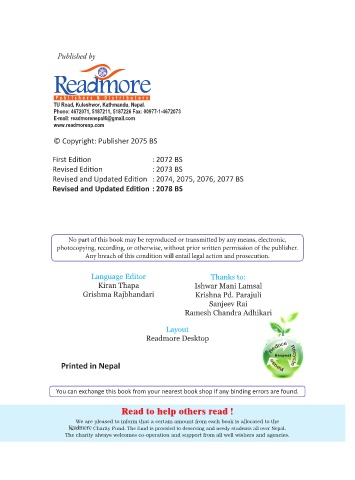 Published by
Readmore
Publishers & Distributors
TU Road, Kuleshwor, Kathmandu, Nepal.
Phone: 4672071, 5187211, 5187226 Fax: 00977-1-4672073
E-mail: readmorenepal6@gmail.com
www.readmorenp.com
© Copyright: Publisher 2075 BS
First Edition : 2072 BS
Revised Edition : 2073 BS
Revised and Updated Edition : 2074, 2075, 2076, 2077 BS
Revised and Updated Edition : 2078 BS
No part of this book may be reproduced or transmitted by any means, electronic,
photocopying, recording, or otherwise, without prior written permission of the publisher.
Any breach of this condition will entail legal action and prosecution.
Language Editor
Kiran Thapa
Grishma Rajbhandari
Thanks to:
Ishwar Mani Lamsal
Krishna Pd. Parajuli
Sanjeev Rai
Ramesh Chandra Adhikari
Layout
Readmore Desktop
Reduce
Respect
Printed in Nepal
You can exchange this book from your nearest book shop if any binding errors are found.
Read to help others read !
We are pleased to inform that a certain amount from each book is allocated to the
Readmore Charity Fund. The fund is provided to deserving and needy students all over Nepal.
The charity always welcomes co-operation and support from all well wishers and agencies.